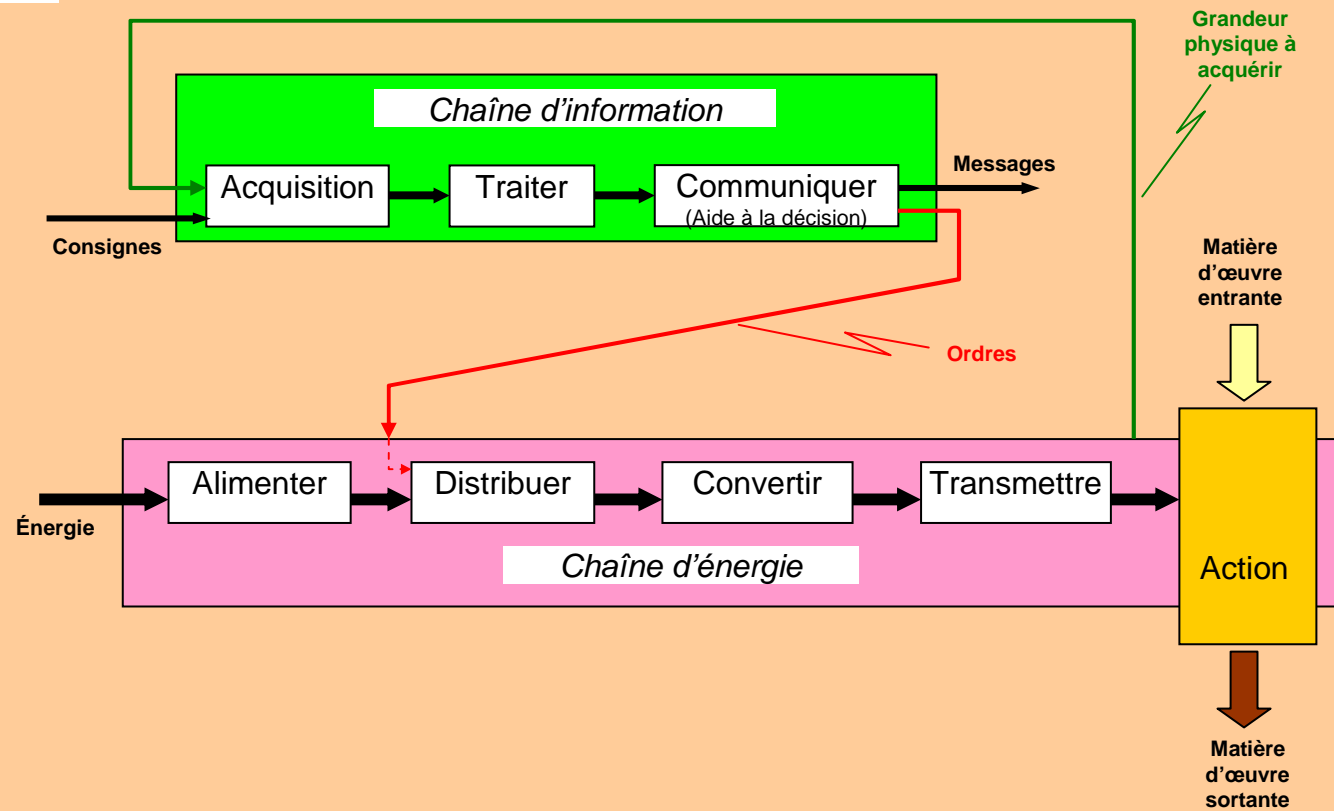 Grandeur
physique à
acquérir
Chaîne d'information
Acquisition
Traiter
Communiquer
(Aide à la décision)
Messages
Consignes
Matière
d'œuvre
entrante
Ordres
Alimenter
Distribuer
Convertir
Transmettre
Énergie
Chaîne d'énergie
Action
Matière
d'œuvre
sortante